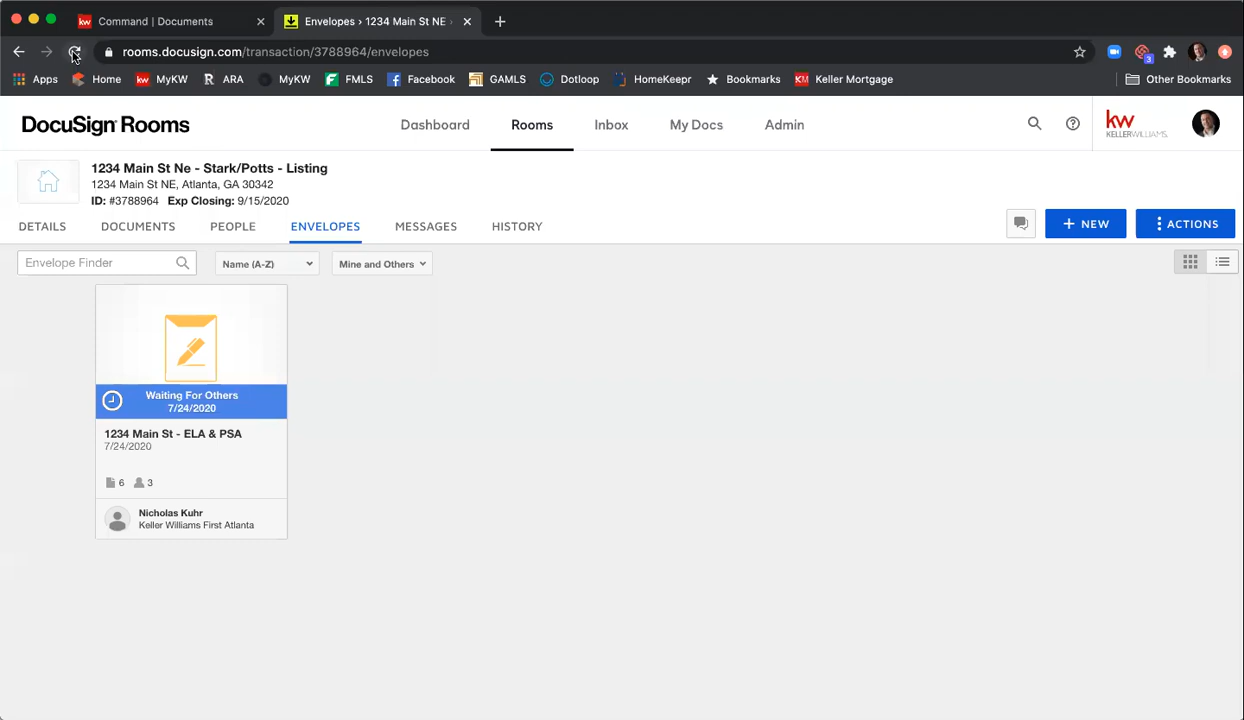 Command | Documents
Envelopes › 1234 Main St NE ›
rooms.docusign.com/transaction/3788964/envelopes
3
Apps
Home
kw MyKW
R ARA
MyKW
FMLS
Facebook
GAMLS
Dotloop
HomeKeepr
Bookmarks
KM Keller Mortgage
Other Bookmarks
DocuSign Rooms
Dashboard
Rooms
Inbox
My Docs
Admin
kw
KELLERWILLIAMS.
1234 Main St Ne - Stark/Potts - Listing
1234 Main St NE, Atlanta, GA 30342
ID: #3788964 Exp Closing: 9/15/2020
DETAILS
DOCUMENTS
PEOPLE
ENVELOPES
MESSAGES
HISTORY
+ NEW
ACTIONS
Envelope Finder
Name (A-Z)
Mine and Others
Waiting For Others
7/24/2020
1234 Main St - ELA & PSA
7/24/2020
6 3
Nicholas Kuhr
Keller Williams First Atlanta